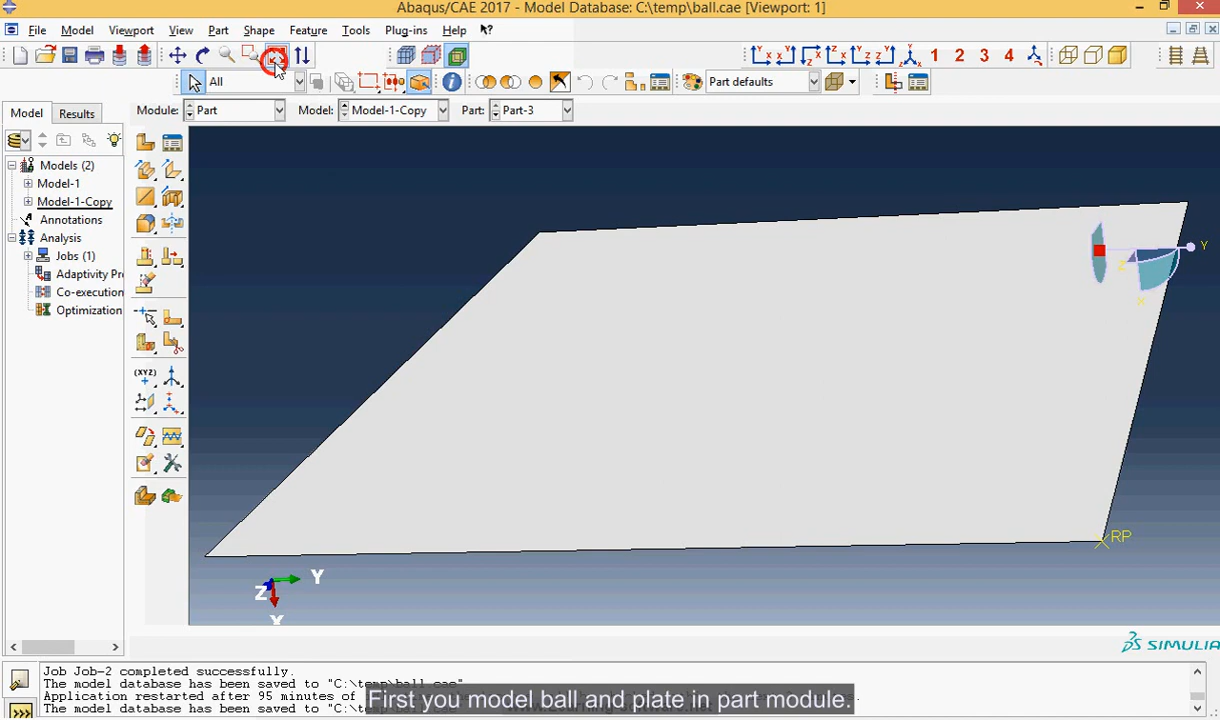 Abaqus/CAE 2017 - Model Database: C:\temp\ball.cae [Viewport: 1]
File Model Viewport View Part Shape Feature Tools Plug-ins Help
1 2 3 4
All
Part defaults
Model Results
Module: Part Model: Model-1-Copy Part: Part-3
Models (2)
Model-1
Model-1-Copy
Annotations
Analysis
Jobs (1)
Adaptivity Pr
Co-execution
Optimization
(XYZ)
Y
Z
X
RP
Y
Z
X
SIMULIA
Job Job-2 completed successfully.
The model database has been saved to "C:\temp\ball.cae"
Application restarted after 95 minutes of
The model database has been saved to "C:\temp
First you model ball and plate in part module.